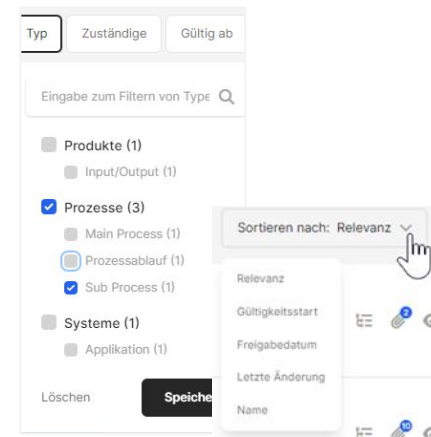 Typ Zuständige Gültig ab
Eingabe zum Filtern von Type
Produkte (1)
Input/Output (1)
Prozesse (3)
Main Process (1)
Prozessablauf (1)
Sub Process (1)
Systeme (1)
Applikation (1)
Löschen Speiche
Sortieren nach: Relevanz
Relevanz
Gültigkeitsstart
Freigabedatum
Letzte Änderung
Name
2
10